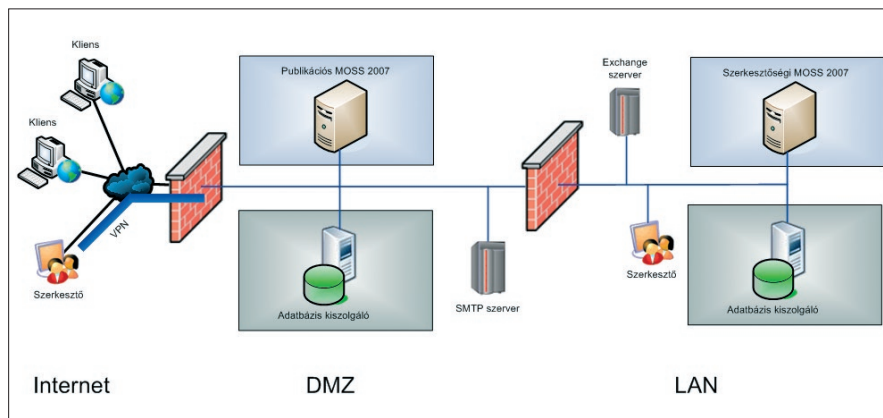 Kliens
Kliens
VPN
Szerkesztő
Publikációs MOSS 2007
Adatbázis kiszolgáló
SMTP szerver
Exchange
szerver
Szerkesztő
Szerkesztőségi MOSS 2007
Adatbázis kiszolgáló
Internet
DMZ
LAN